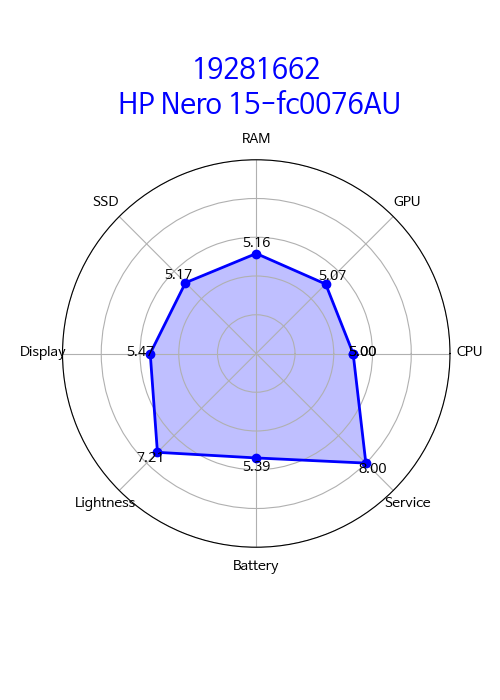 19281662
HP Nero 15-fc0076AU
RAM
SSD
GPU
5.16
5.17
5.07
Display
5.47
5.00
CPU
7.21
5.39
8.00
Lightness
Service
Battery